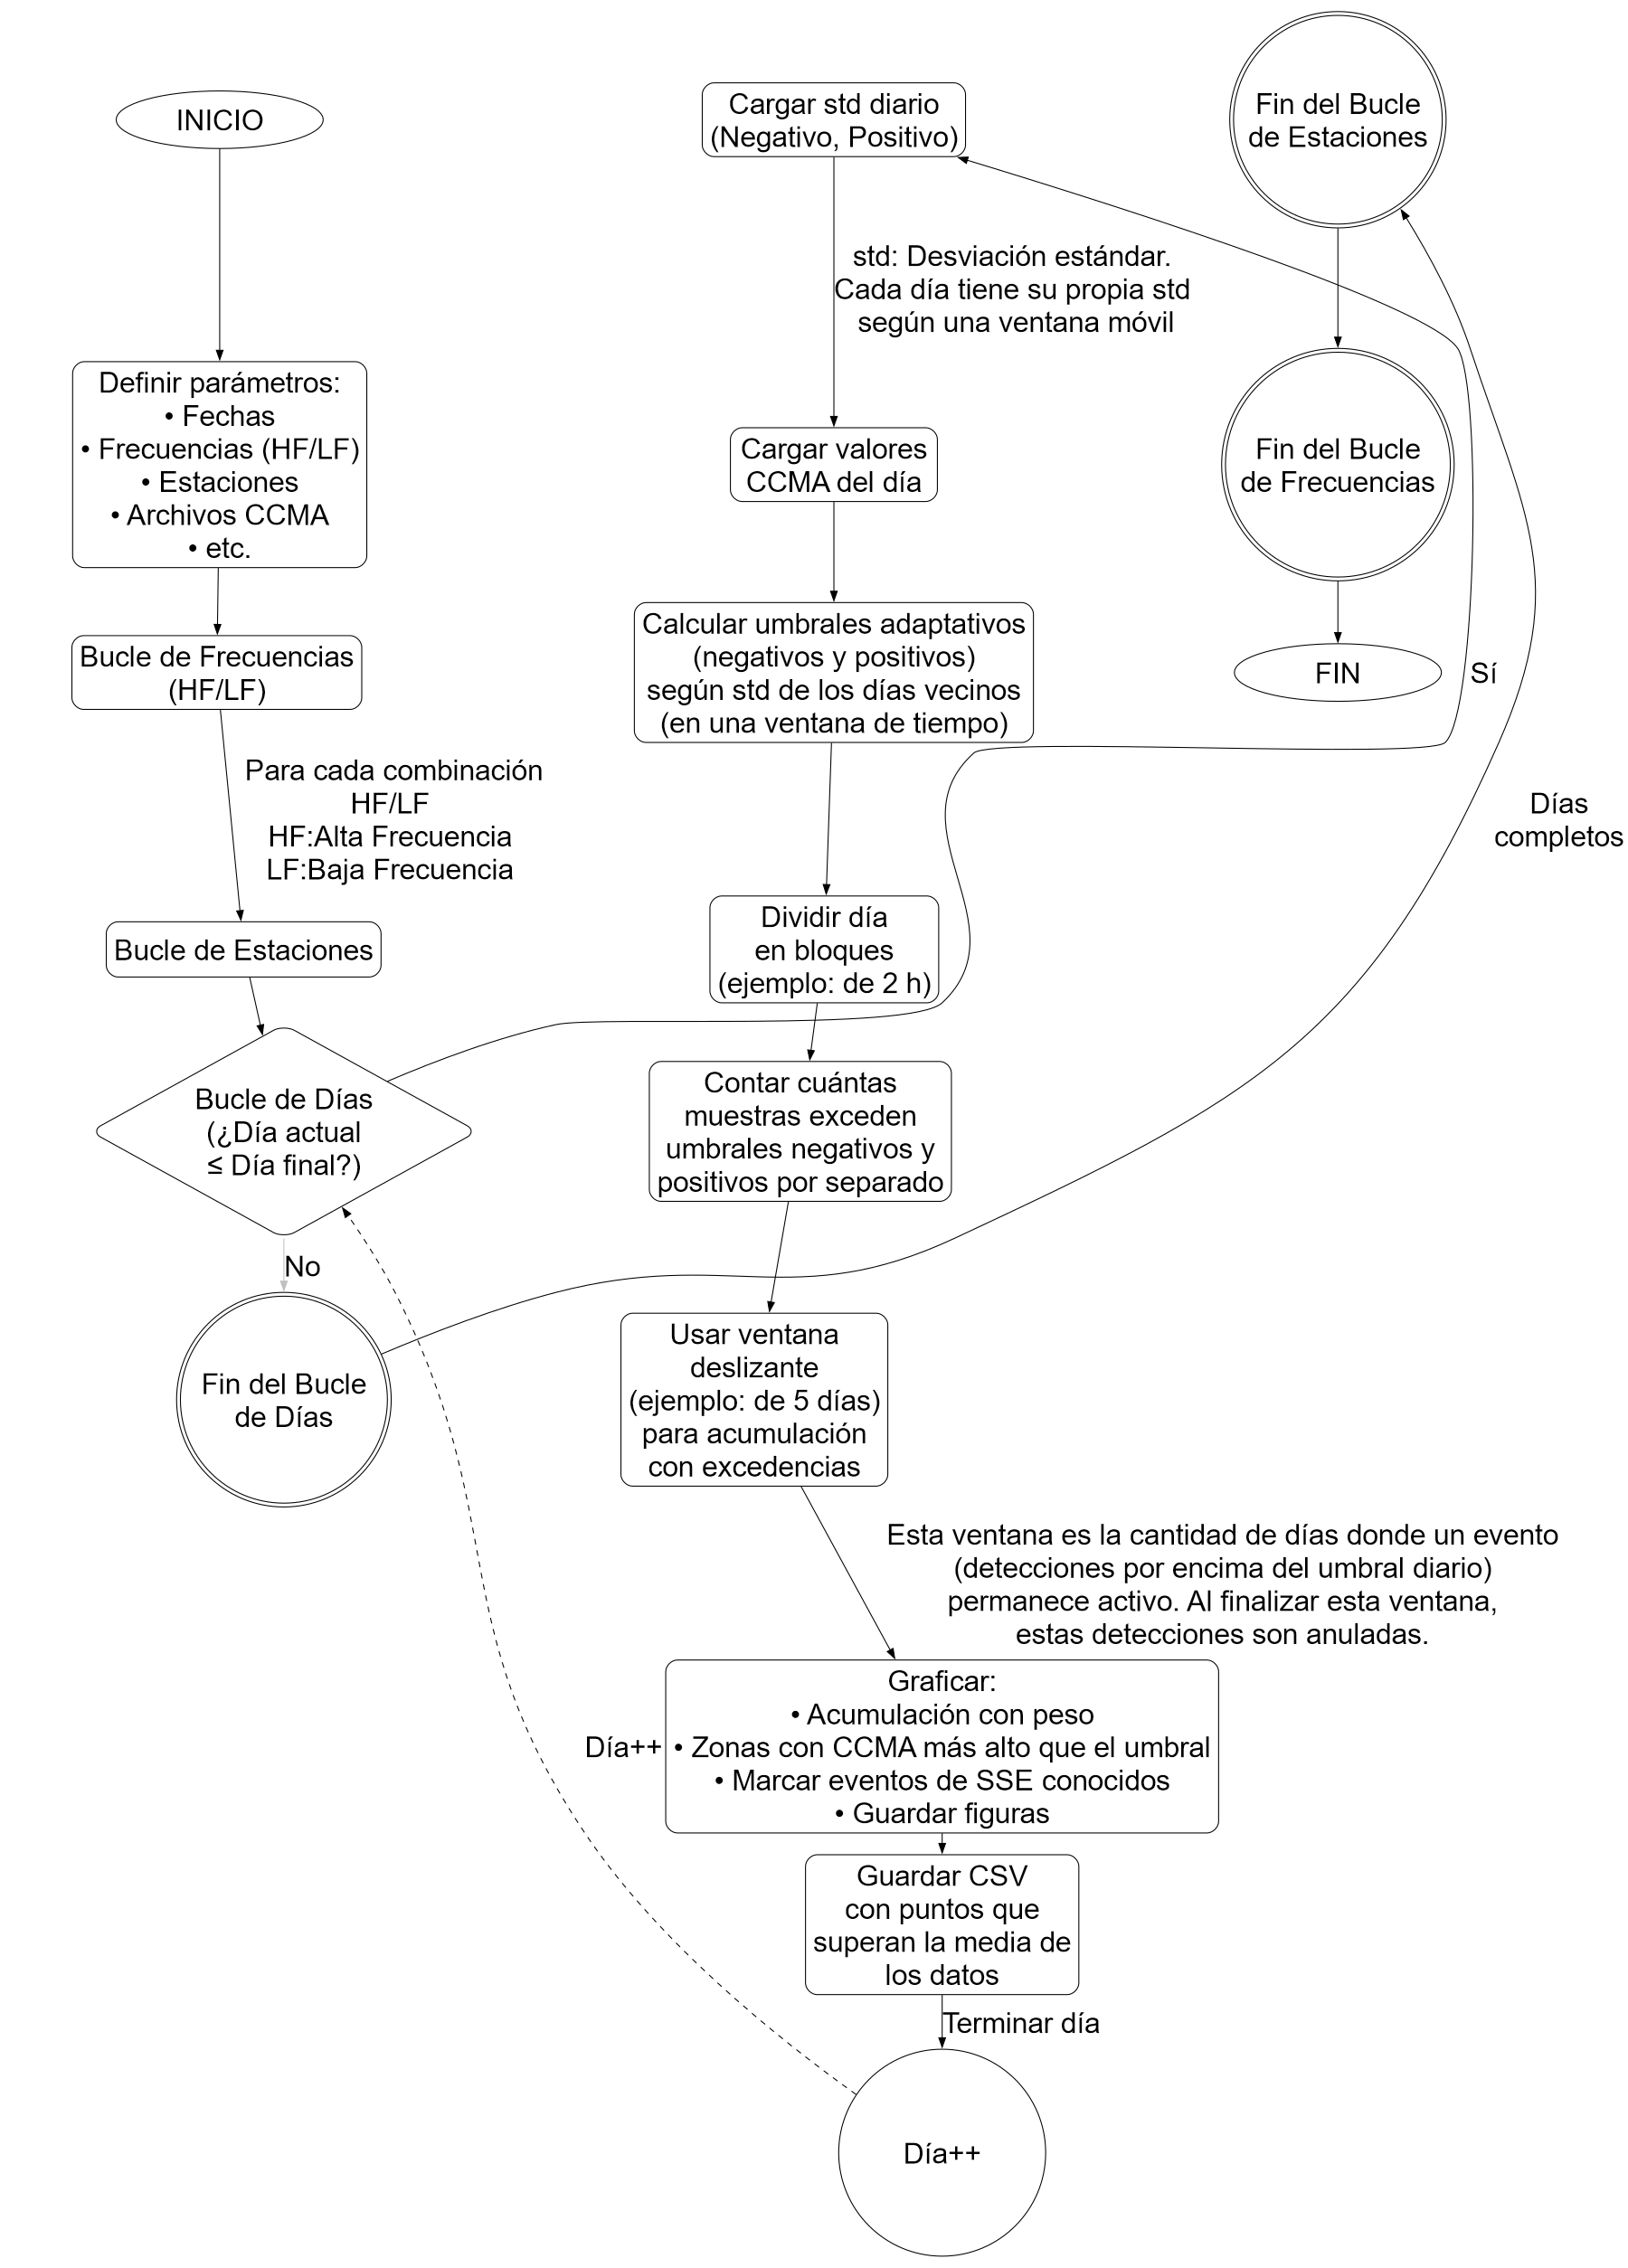 INICIO
Definir parámetros:
• Fechas
• Frecuencias (HF/LF)
• Estaciones
• Archivos CCMA
• etc.
Bucle de Frecuencias
(HF/LF)
Para cada combinación
HF/LF
HF:Alta Frecuencia
LF:Baja Frecuencia
Bucle de Estaciones
Bucle de Días
(¿Día actual
≤ Día final?)
No
Fin del Bucle
de Días
Cargar std diario
(Negativo, Positivo)
std: Desviación estándar.
Cada día tiene su propia std
según una ventana móvil
Cargar valores
CCMA del día
Calcular umbrales adaptativos
(negativos y positivos)
según std de los días vecinos
(en una ventana de tiempo)
Dividir día
en bloques
(ejemplo: de 2 h)
Contar cuántas
muestras exceden
umbrales negativos y
positivos por separado
Usar ventana
deslizante
(ejemplo: de 5 días)
para acumulación
con excedencias
Esta ventana es la cantidad de días donde un evento
(detecciones por encima del umbral diario)
permanece activo. Al finalizar esta ventana,
estas detecciones son anuladas.
Graficar:
• Acumulación con peso
• Zonas con CCMA más alto que el umbral
• Marcar eventos de SSE conocidos
• Guardar figuras
Día++
Guardar CSV
con puntos que
superan la media de
los datos
Terminar día
Día++
Fin del Bucle
de Estaciones
Fin del Bucle
de Frecuencias
FIN
Sí
Días
completos